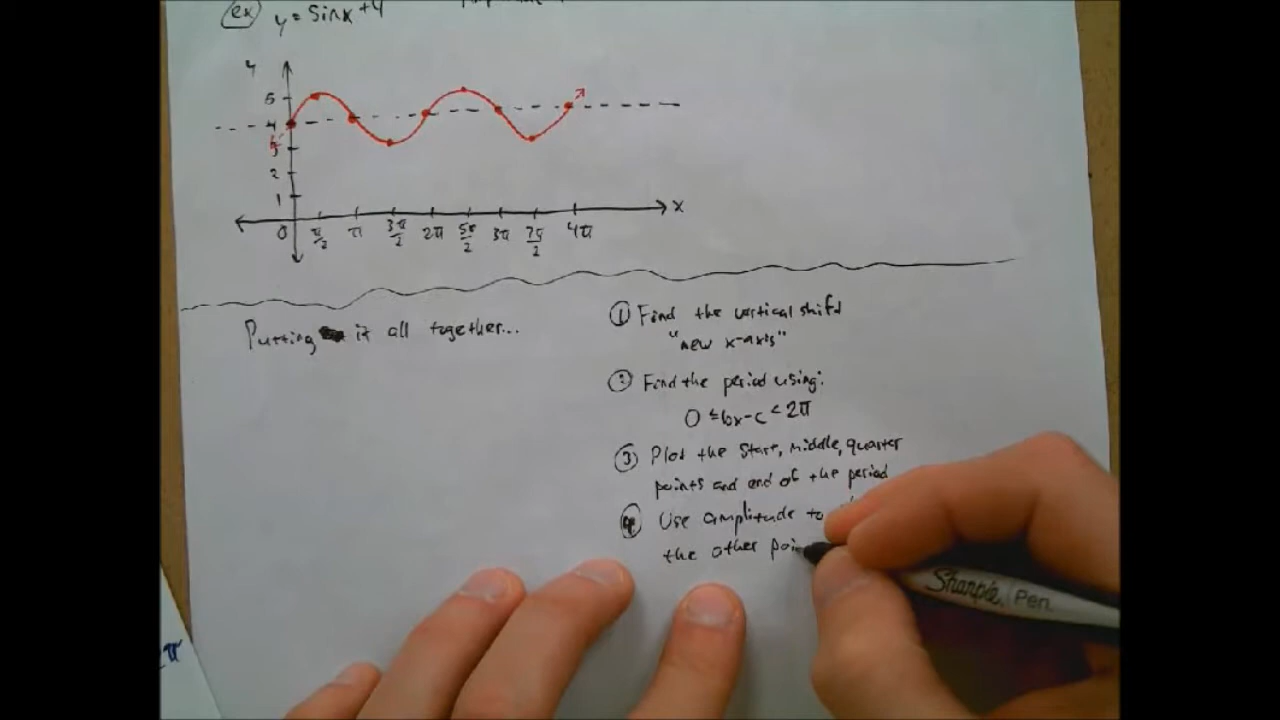 ex y = sinx + 4
y
5
4
3
2
1
0 π/2 π 3π/2 2π 5π/2 3π 7π/2 4π x
Putting it all together...
① Find the vertical shift
"new x-axis"
② Find the period using:
0 ≤ bx-c < 2π
③ Plot the start, middle, quarter
points and end of the period
④ Use amplitude to
the other poin
Sharpie Pen
π